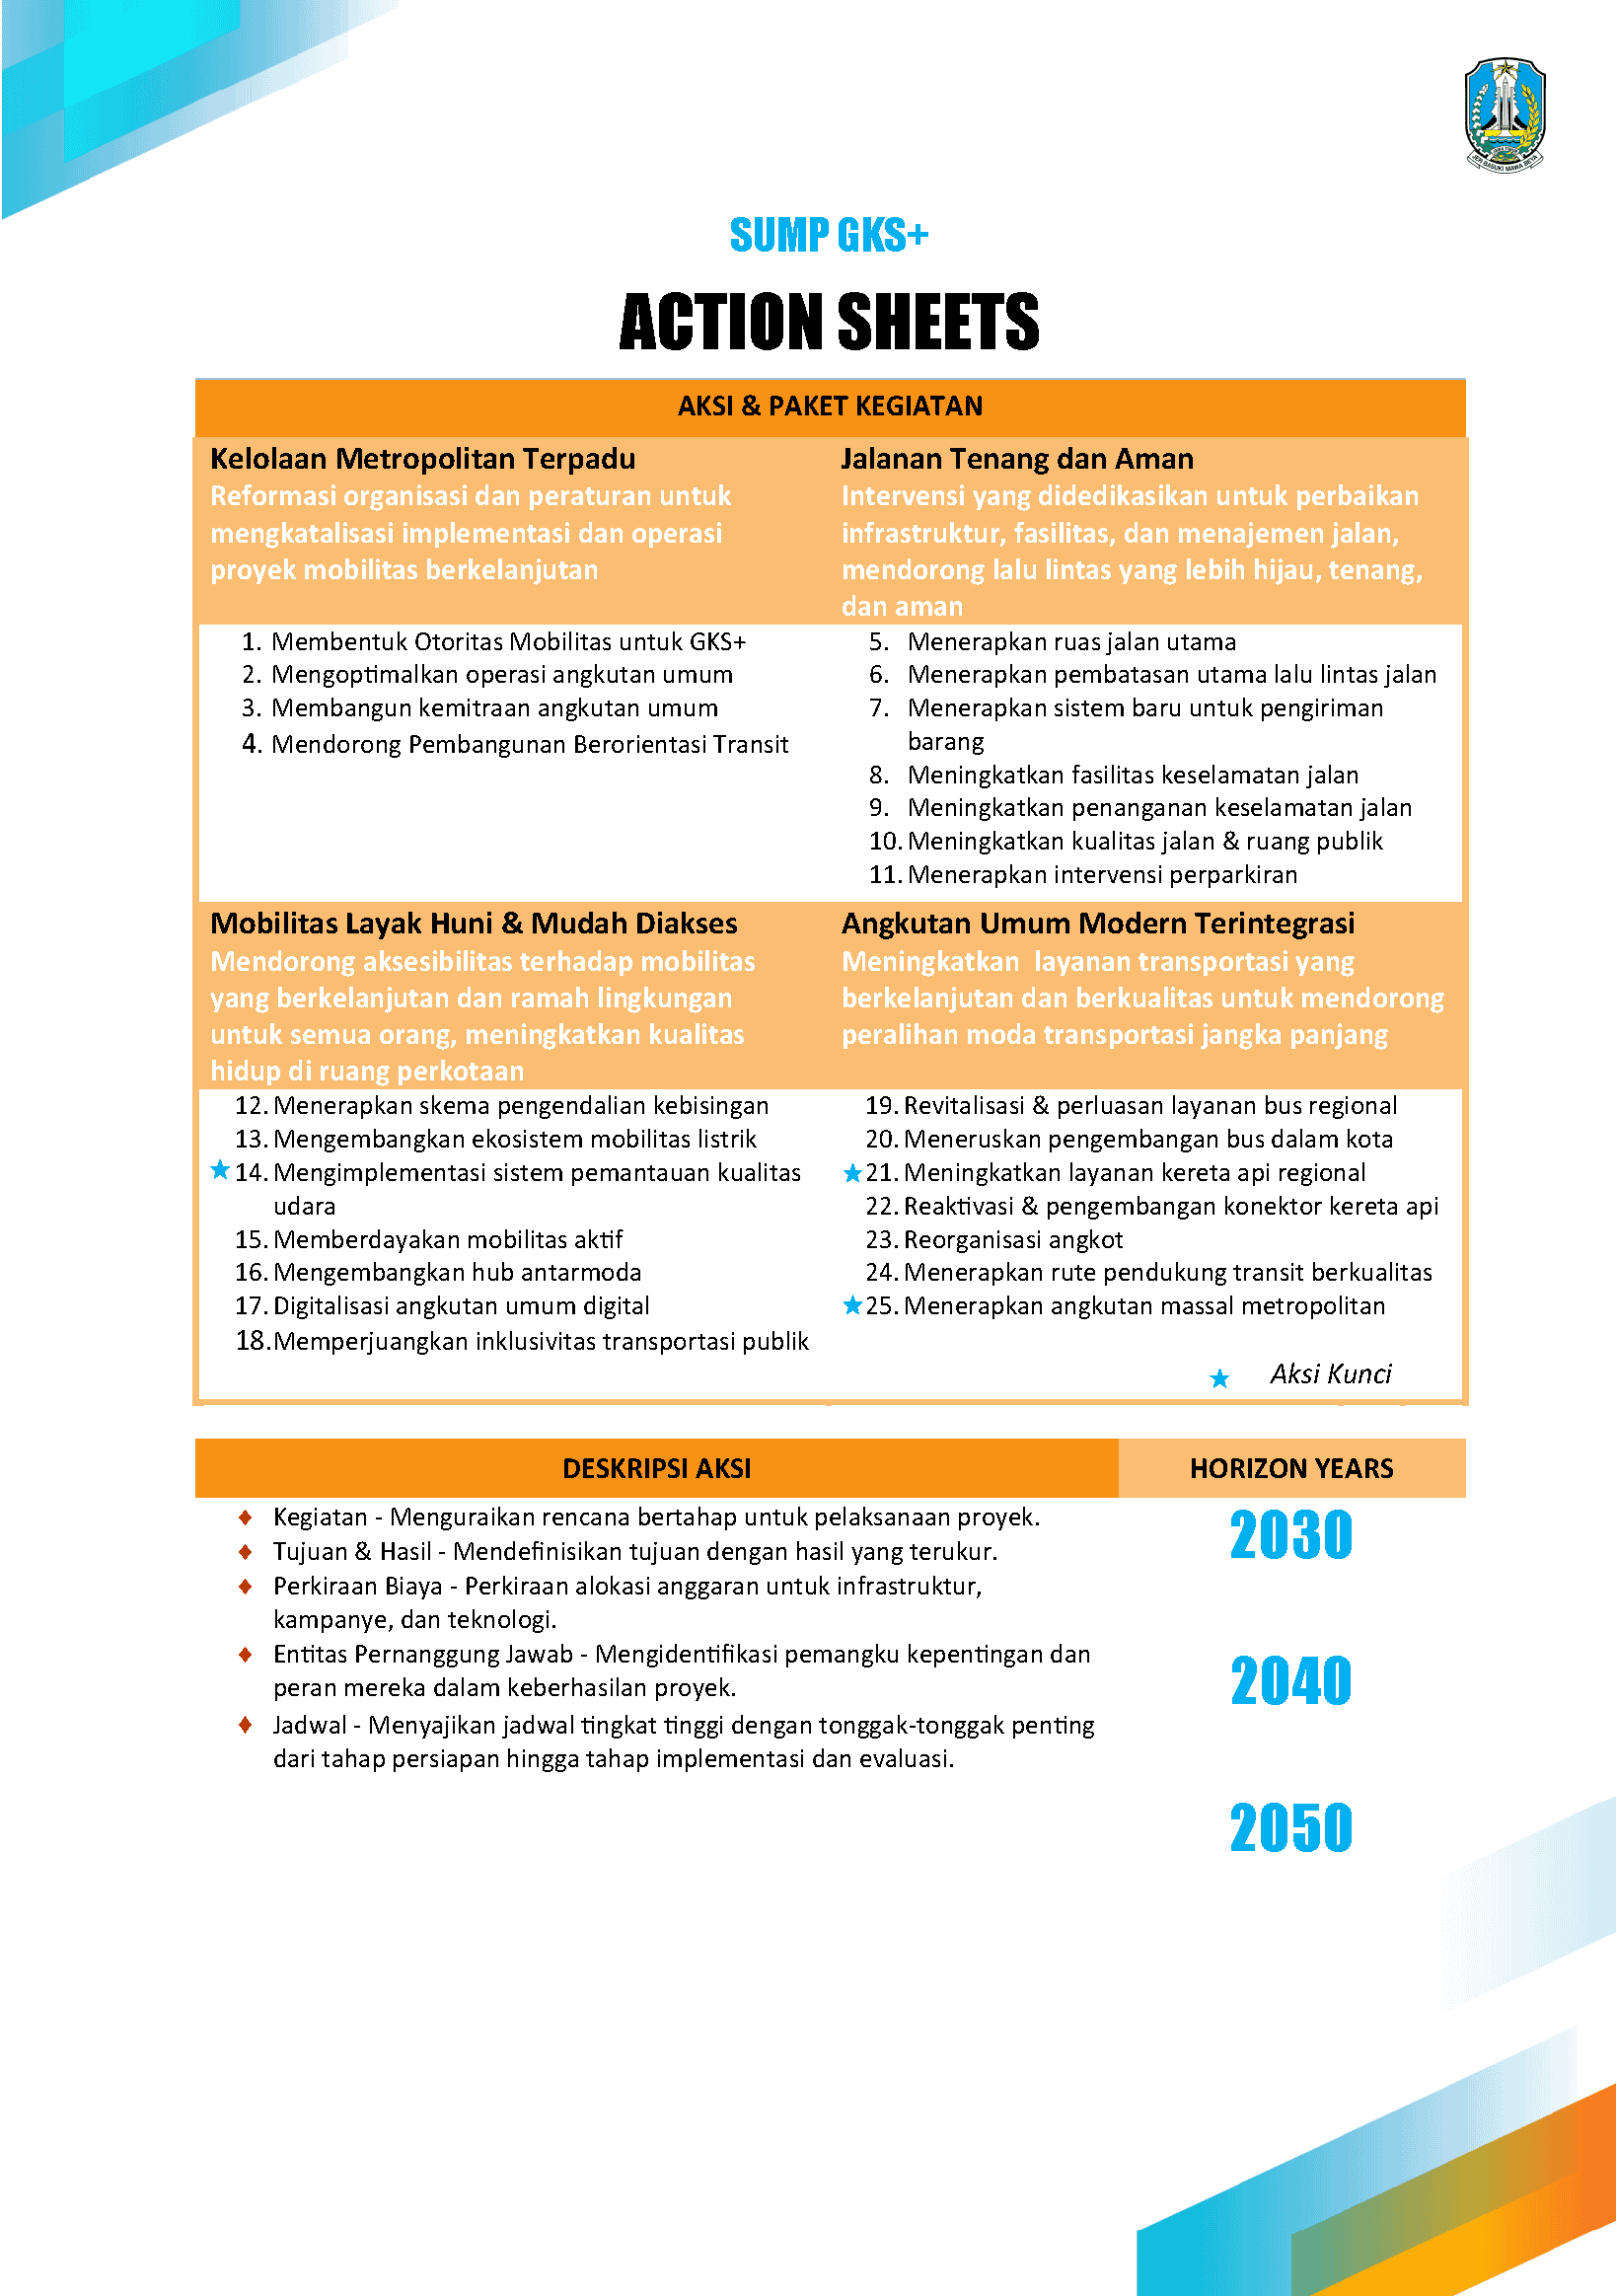 JER BASUKI MAWA BEYA
SUMP GKS+
ACTION SHEETS
AKSI & PAKET KEGIATAN
Kelolaan Metropolitan Terpadu
Reformasi organisasi dan peraturan untuk
mengkatalisasi implementasi dan operasi
proyek mobilitas berkelanjutan
1. Membentuk Otoritas Mobilitas untuk GKS+
2. Mengoptimalkan operasi angkutan umum
3. Membangun kemitraan angkutan umum
4. Mendorong Pembangunan Berorientasi Transit
Jalanan Tenang dan Aman
Intervensi yang didedikasikan untuk perbaikan
infrastruktur, fasilitas, dan menajemen jalan,
mendorong lalu lintas yang lebih hijau, tenang,
dan aman
5. Menerapkan ruas jalan utama
6. Menerapkan pembatasan utama lalu lintas jalan
7. Menerapkan sistem baru untuk pengiriman
barang
8. Meningkatkan fasilitas keselamatan jalan
9. Meningkatkan penanganan keselamatan jalan
10. Meningkatkan kualitas jalan & ruang publik
11. Menerapkan intervensi perparkiran
Mobilitas Layak Huni & Mudah Diakses
Mendorong aksesibilitas terhadap mobilitas
yang berkelanjutan dan ramah lingkungan
untuk semua orang, meningkatkan kualitas
hidup di ruang perkotaan
12. Menerapkan skema pengendalian kebisingan
13. Mengembangkan ekosistem mobilitas listrik
★ 14. Mengimplementasi sistem pemantauan kualitas
udara
15. Memberdayakan mobilitas aktif
16. Mengembangkan hub antarmoda
17. Digitalisasi angkutan umum digital
18. Memperjuangkan inklusivitas transportasi publik
Angkutan Umum Modern Terintegrasi
Meningkatkan layanan transportasi yang
berkelanjutan dan berkualitas untuk mendorong
peralihan moda transportasi jangka panjang
19. Revitalisasi & perluasan layanan bus regional
20. Meneruskan pengembangan bus dalam kota
★ 21. Meningkatkan layanan kereta api regional
22. Reaktivasi & pengembangan konektor kereta api
23. Reorganisasi angkot
24. Menerapkan rute pendukung transit berkualitas
★ 25. Menerapkan angkutan massal metropolitan
★ Aksi Kunci
DESKRIPSI AKSI
♦ Kegiatan - Menguraikan rencana bertahap untuk pelaksanaan proyek.
♦ Tujuan & Hasil - Mendefinisikan tujuan dengan hasil yang terukur.
♦ Perkiraan Biaya - Perkiraan alokasi anggaran untuk infrastruktur,
kampanye, dan teknologi.
♦ Entitas Pernanggung Jawab - Mengidentifikasi pemangku kepentingan dan
peran mereka dalam keberhasilan proyek.
♦ Jadwal - Menyajikan jadwal tingkat tinggi dengan tonggak-tonggak penting
dari tahap persiapan hingga tahap implementasi dan evaluasi.
HORIZON YEARS
2030
2040
2050